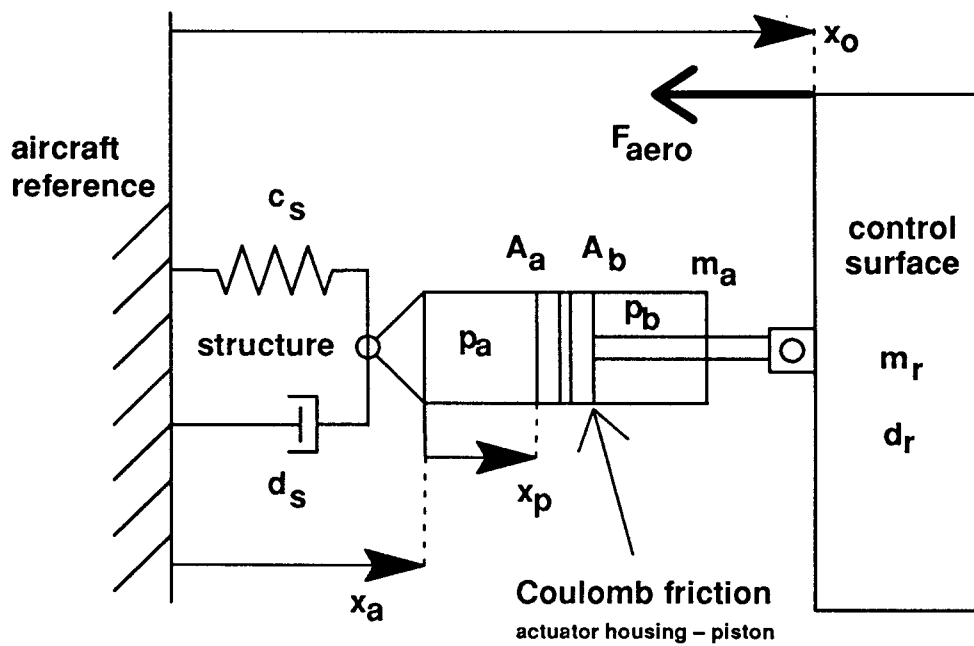 x_o
F_aero
aircraft
reference
c_s
A_a
A_b
m_a
control
surface
p_a
p_b
structure
m_r
d_r
d_s
x_p
x_a
Coulomb friction
actuator housing – piston